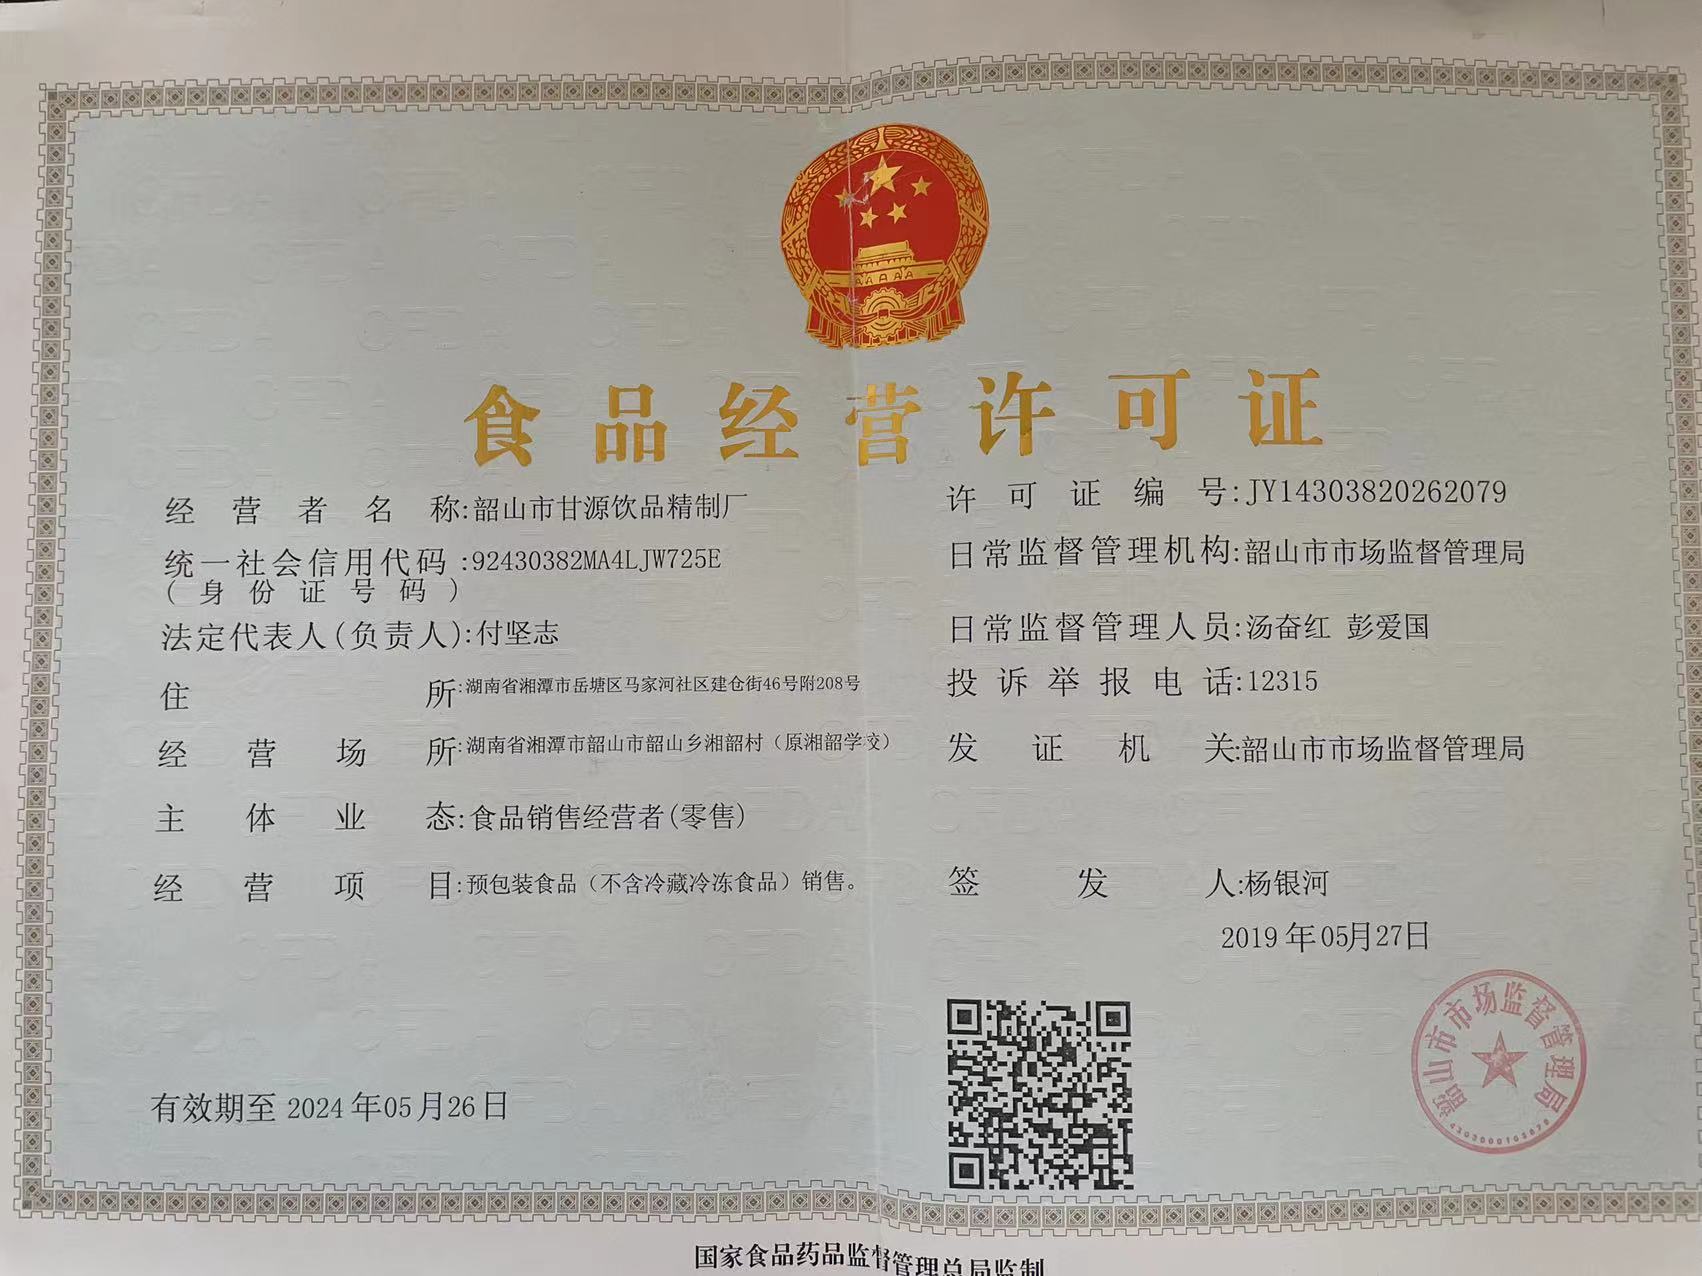 食品经营许可证
经营者名称:韶山市甘源饮品精制厂
统一社会信用代码:92430382MA4LJW725E
(身份证号码)
法定代表人(负责人):付坚志
住所:湖南省湘潭市岳塘区马家河社区建仓街46号附208号
经营场所:湖南省湘潭市韶山市韶山乡湘韶村（原湘韶学校）
主体业态:食品销售经营者(零售)
经营项目:预包装食品（不含冷藏冷冻食品）销售。
有效期至 2024年05月26日
许可证编号:JY14303820262079
日常监督管理机构:韶山市市场监督管理局
日常监督管理人员:汤奋红 彭爱国
投诉举报电话:12315
发证机关:韶山市市场监督管理局
签发人:杨银河
2019年05月27日
韶山市市场监督管理局
国家食品药品监督管理总局监制